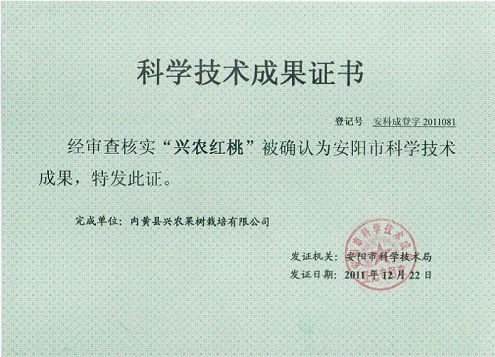 科学技术成果证书
登记号 安科成登字 2011081
经审查核实“兴农红桃”被确认为安阳市科学技术
成果，特发此证。
完成单位：内黄县兴农果树栽培有限公司
发证机关：安阳市科学技术局
发证日期：2011 年 12 月 22 日
安阳市科学技术局